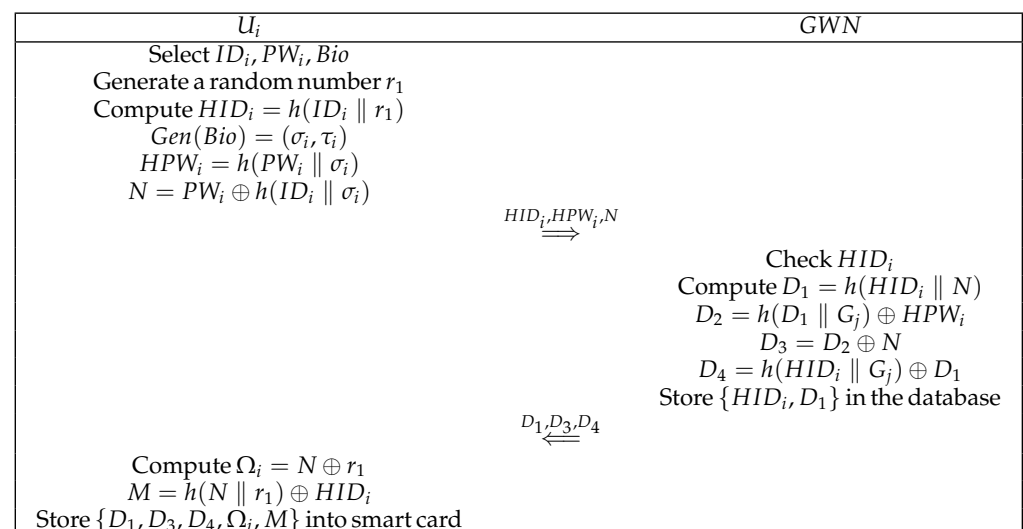 U_i GWN
Select ID_i, PW_i, Bio
Generate a random number r_1
Compute HID_i = h(ID_i ∥ r_1)
Gen(Bio) = (σ_i, τ_i)
HPW_i = h(PW_i ∥ σ_i)
N = PW_i ⊕ h(ID_i ∥ σ_i)
HID_i,HPW_i,N
⟹
Check HID_i
Compute D_1 = h(HID_i ∥ N)
D_2 = h(D_1 ∥ G_j) ⊕ HPW_i
D_3 = D_2 ⊕ N
D_4 = h(HID_i ∥ G_j) ⊕ D_1
Store {HID_i, D_1} in the database
D_1,D_3,D_4
⟸
Compute Ω_i = N ⊕ r_1
M = h(N ∥ r_1) ⊕ HID_i
Store {D_1, D_3, D_4, Ω_i, M} into smart card